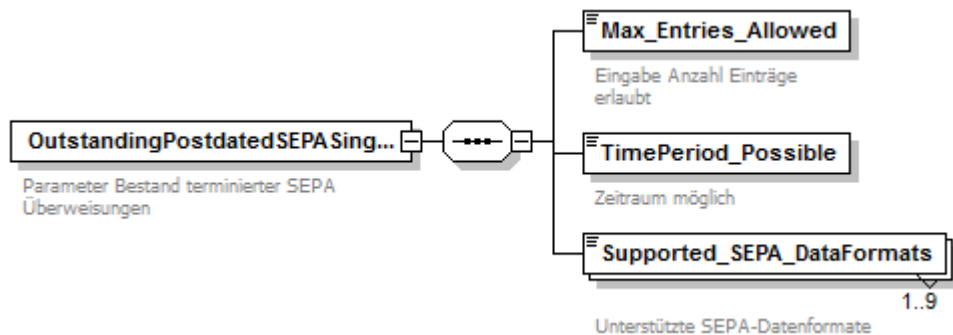 Max_Entries_Allowed
Eingabe Anzahl Einträge
erlaubt
OutstandingPostdatedSEPASing...
Parameter Bestand terminierter SEPA
Überweisungen
TimePeriod_Possible
Zeitraum möglich
Supported_SEPA_DataFormats
1..9
Unterstützte SEPA-Datenformate